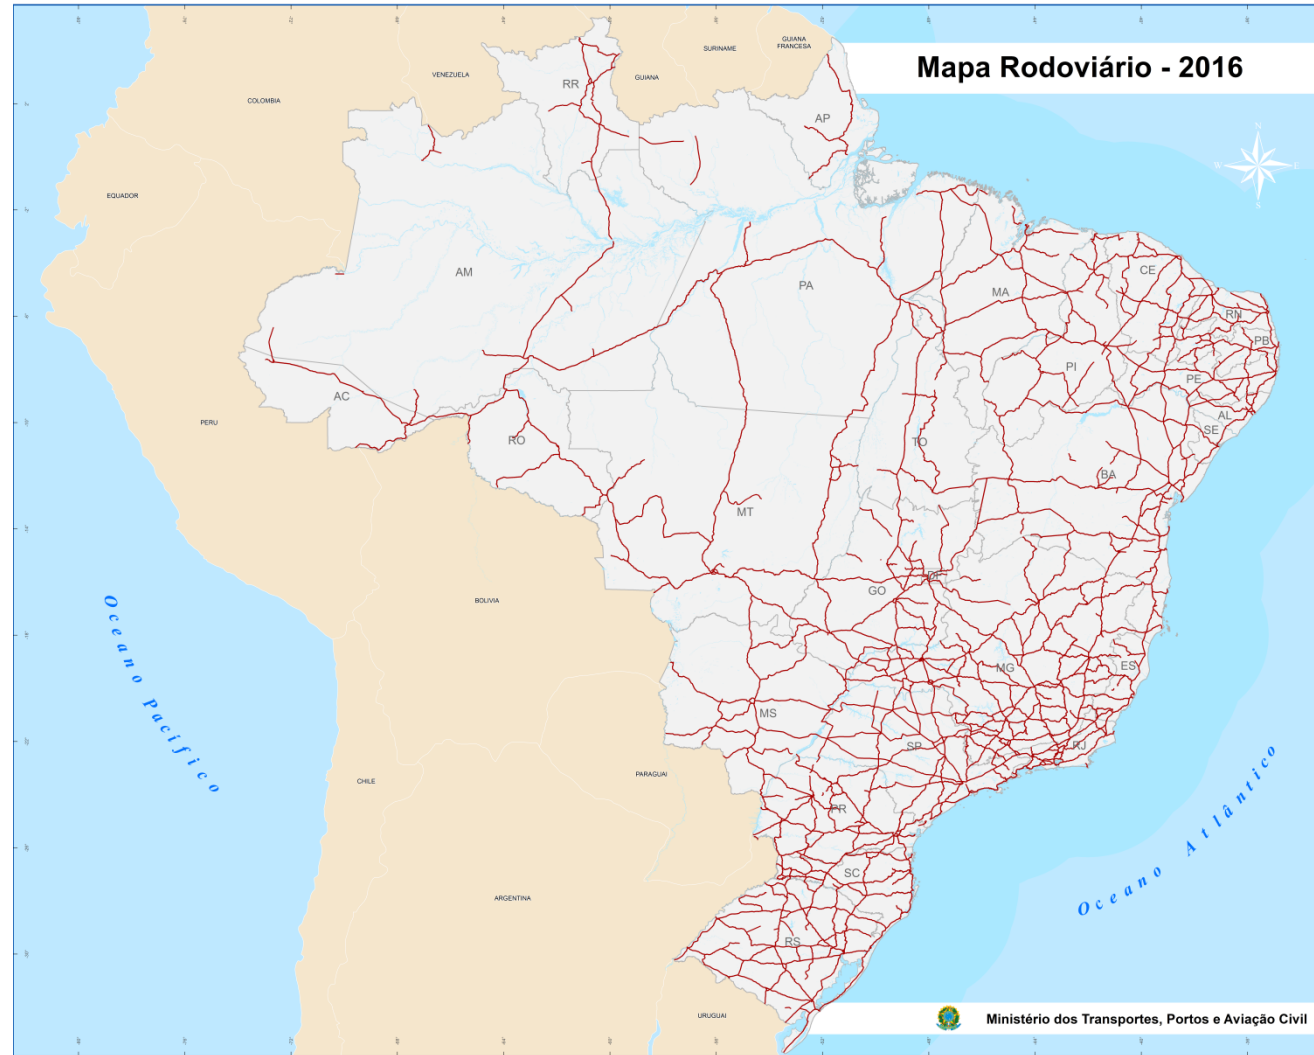 Mapa Rodoviário - 2016
GUIANA
FRANCESA
SURINAME
GUIANA
VENEZUELA
COLOMBIA
EQUADOR
PERU
BOLIVIA
CHILE
PARAGUAI
ARGENTINA
URUGUAI
RR
AP
AM
PA
MA
CE
RN
PB
PI
PE
AL
SE
AC
RO
TO
BA
MT
DF
GO
MG
ES
MS
SP
RJ
PR
SC
RS
N
W
E
S
Oceano Pacífico
Oceano Atlântico
Ministério dos Transportes, Portos e Aviação Civil